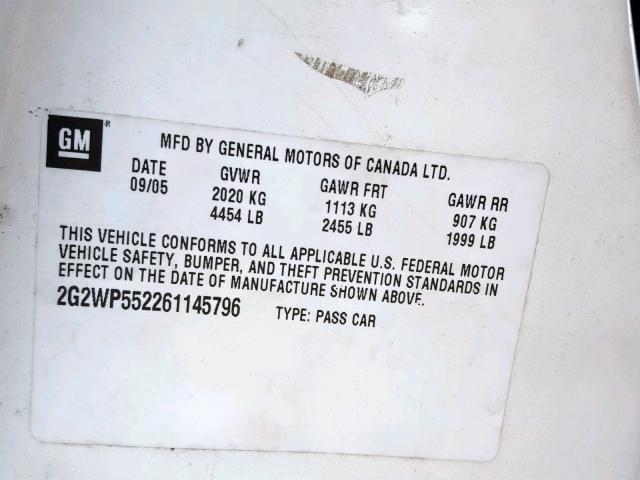 GM®
MFD BY GENERAL MOTORS OF CANADA LTD.
DATE GVWR GAWR FRT GAWR RR
09/05 2020 KG 1113 KG 907 KG
4454 LB 2455 LB 1999 LB
THIS VEHICLE CONFORMS TO ALL APPLICABLE U.S. FEDERAL MOTOR
VEHICLE SAFETY, BUMPER, AND THEFT PREVENTION STANDARDS IN
EFFECT ON THE DATE OF MANUFACTURE SHOWN ABOVE.
2G2WP552261145796 TYPE: PASS CAR